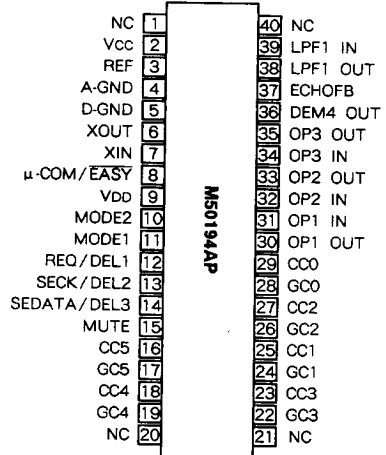 NC 1 40 NC
Vcc 2 39 LPF1 IN
REF 3 38 LPF1 OUT
A-GND 4 37 ECHOFB
D-GND 5 36 DEM4 OUT
XOUT 6 35 OP3 OUT
XIN 7 34 OP3 IN
μ-COM/EASY 8 33 OP2 OUT
VDD 9 32 OP2 IN
MODE2 10 31 OP1 IN
MODE1 11 30 OP1 OUT
REQ/DEL1 12 29 CC0
SECK/DEL2 13 28 GC0
SEDATA/DEL3 14 27 CC2
MUTE 15 26 GC2
CC5 16 25 CC1
GC5 17 24 GC1
CC4 18 23 CC3
GC4 19 22 GC3
NC 20 21 NC
M50194AP